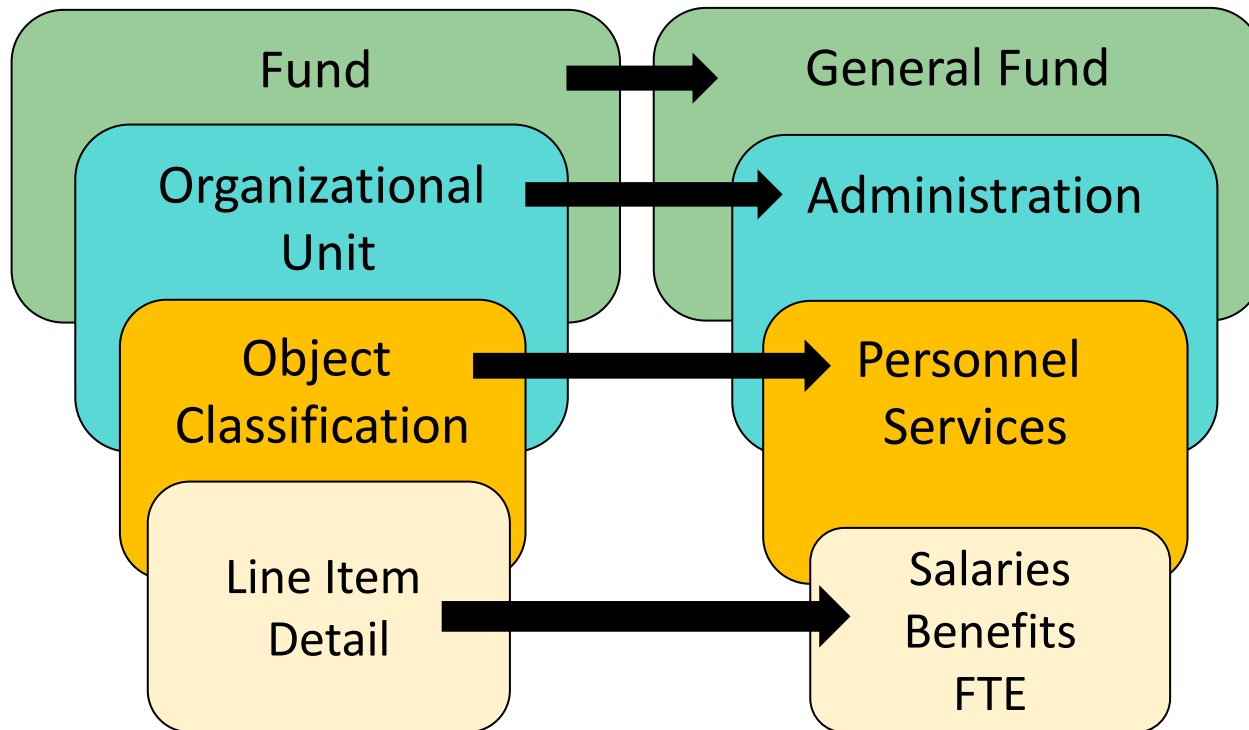 Fund
General Fund
Organizational
Unit
Administration
Object
Classification
Personnel
Services
Line Item
Detail
Salaries
Benefits
FTE